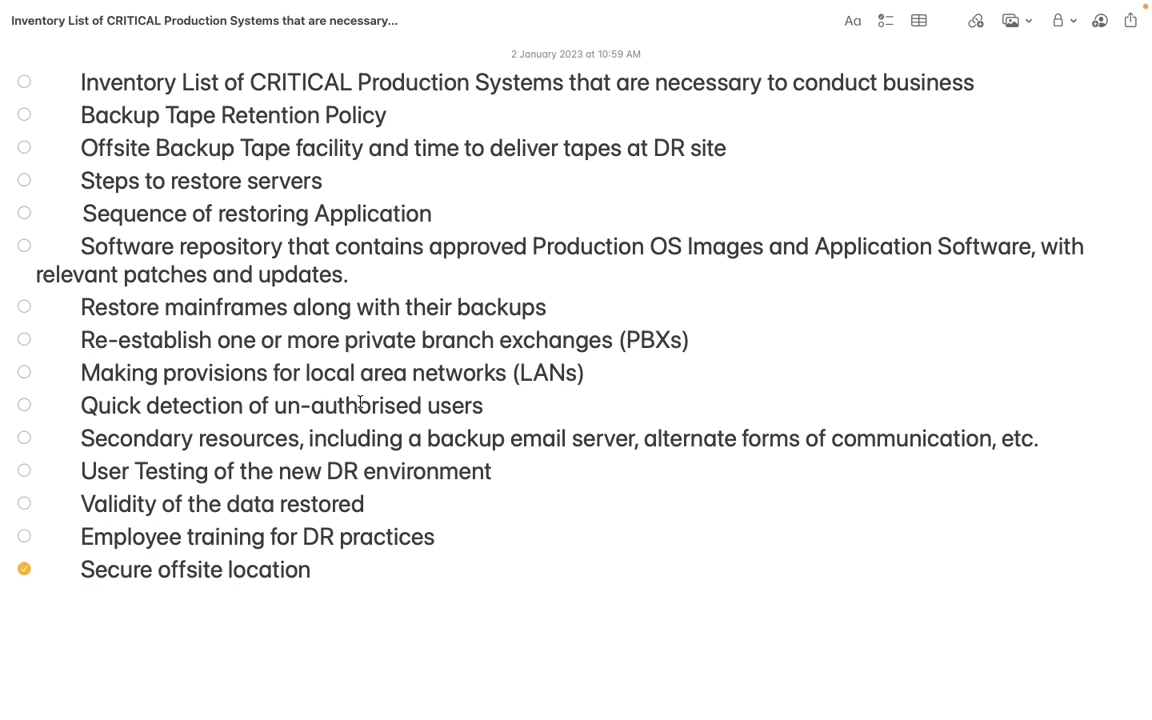 Inventory List of CRITICAL Production Systems that are necessary...
Aa
2 January 2023 at 10:59 AM
Inventory List of CRITICAL Production Systems that are necessary to conduct business
Backup Tape Retention Policy
Offsite Backup Tape facility and time to deliver tapes at DR site
Steps to restore servers
Sequence of restoring Application
Software repository that contains approved Production OS Images and Application Software, with
relevant patches and updates.
Restore mainframes along with their backups
Re-establish one or more private branch exchanges (PBXs)
Making provisions for local area networks (LANs)
Quick detection of un-authorised users
Secondary resources, including a backup email server, alternate forms of communication, etc.
User Testing of the new DR environment
Validity of the data restored
Employee training for DR practices
Secure offsite location